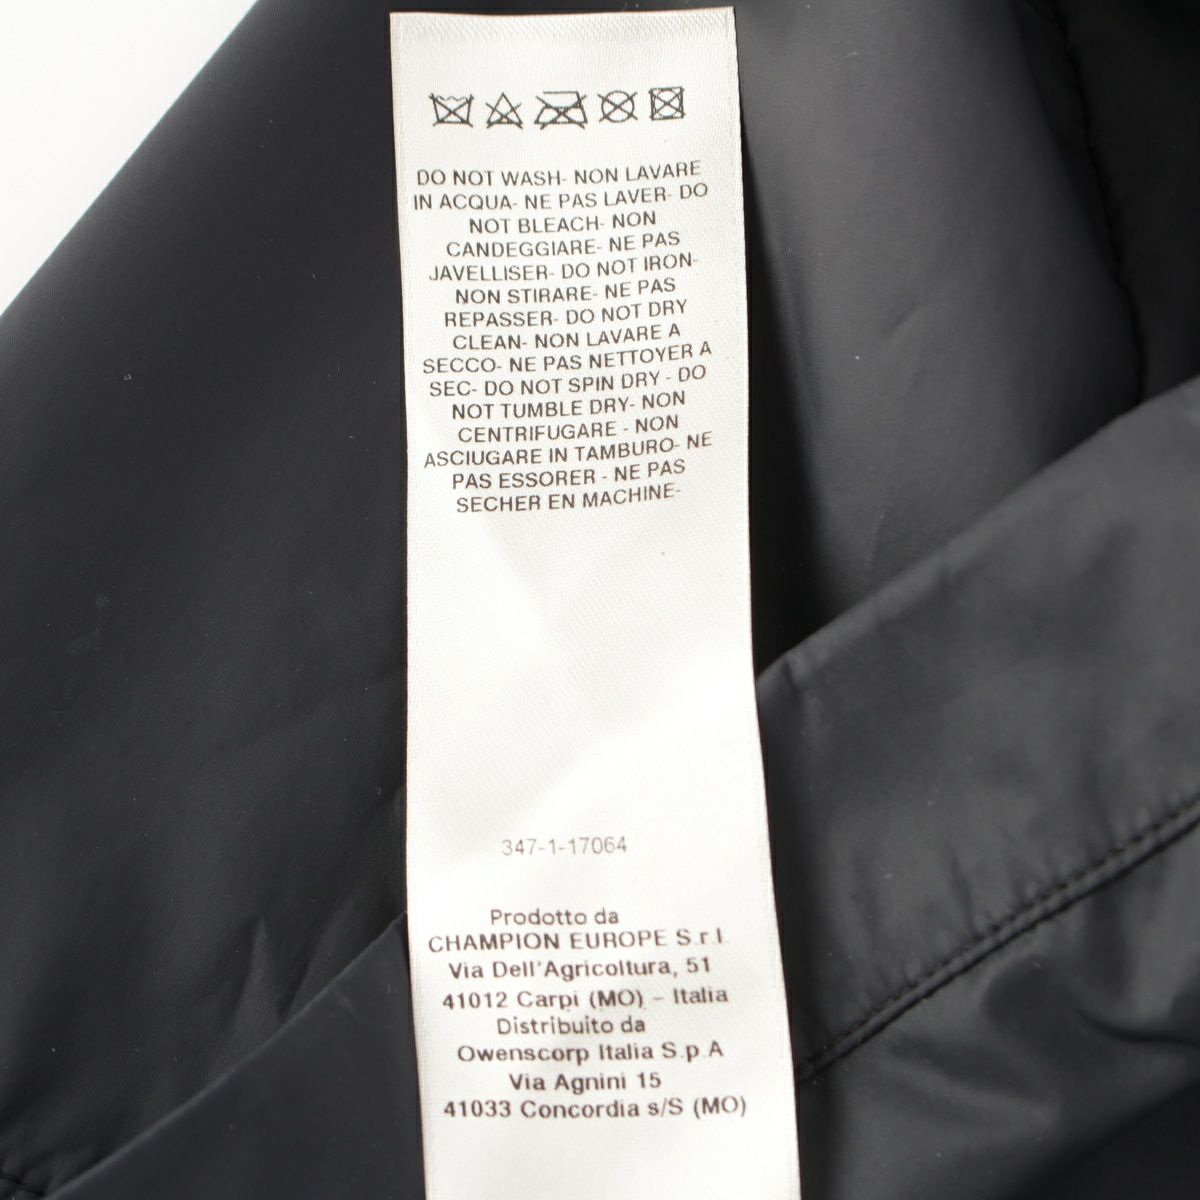 DO NOT WASH- NON LAVARE
IN ACQUA- NE PAS LAVER- DO
NOT BLEACH- NON
CANDEGGIARE- NE PAS
JAVELLISER- DO NOT IRON-
NON STIRARE- NE PAS
REPASSER- DO NOT DRY
CLEAN- NON LAVARE A
SECCO- NE PAS NETTOYER A
SEC- DO NOT SPIN DRY - DO
NOT TUMBLE DRY- NON
CENTRIFUGARE - NON
ASCIUGARE IN TAMBURO- NE
PAS ESSORER - NE PAS
SECHER EN MACHINE-
347-1-17064
Prodotto da
CHAMPION EUROPE S.r.l.
Via Dell'Agricoltura, 51
41012 Carpi (MO) – Italia
Distribuito da
Owenscorp Italia S.p.A
Via Agnini 15
41033 Concordia s/S (MO)